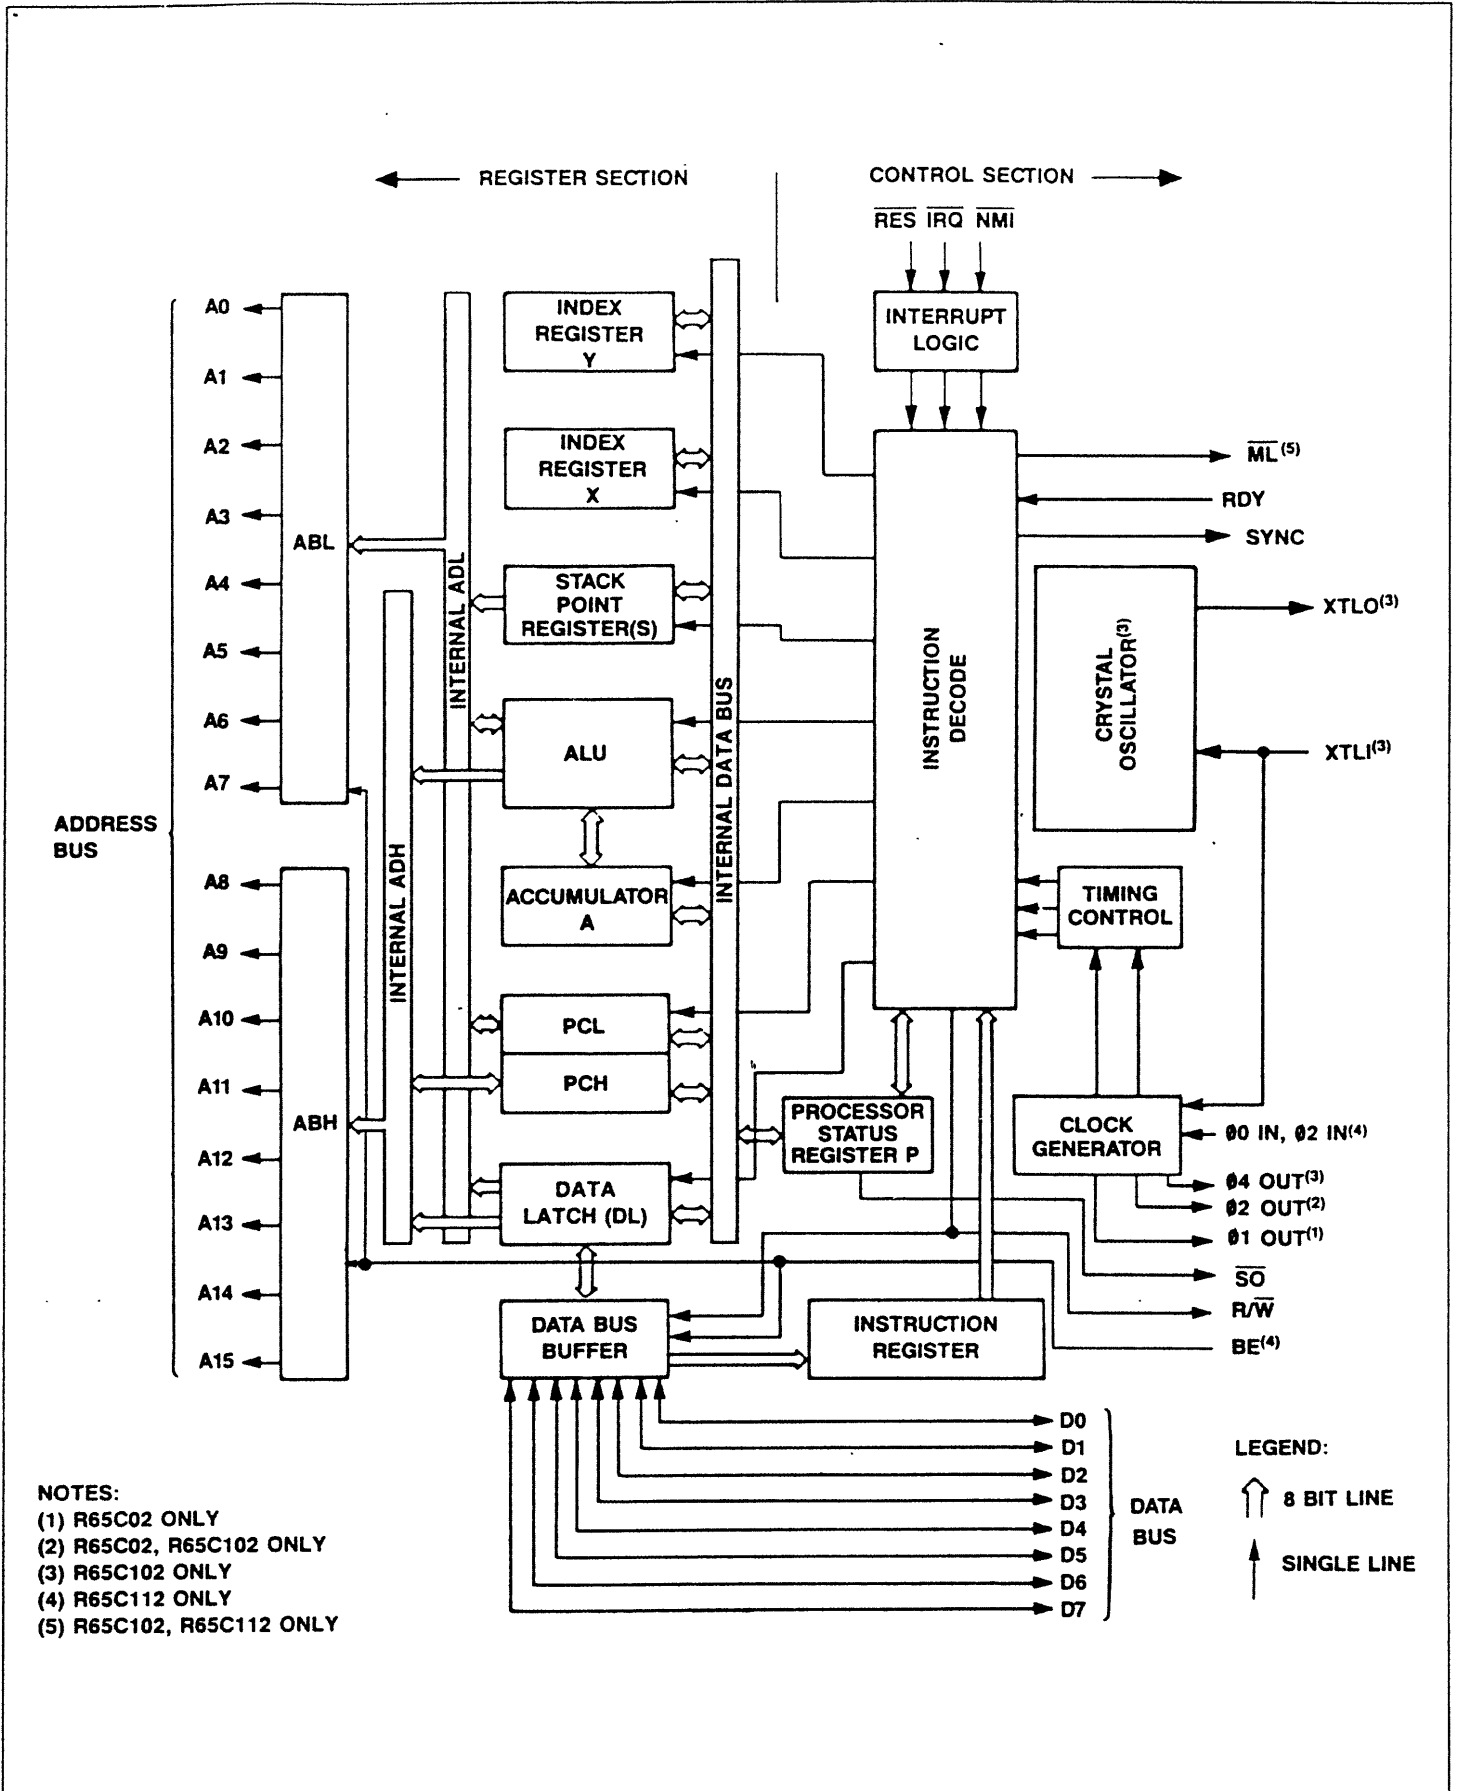 REGISTER SECTION
CONTROL SECTION
RES IRQ NMI
A0
A1
A2
A3
A4
A5
A6
A7
A8
A9
A10
A11
A12
A13
A14
A15
ADDRESS
BUS
ABL
ABH
INTERNAL ADH
INTERNAL ADL
INDEX
REGISTER
Y
INDEX
REGISTER
X
STACK
POINT
REGISTER(S)
ALU
ACCUMULATOR
A
PCL
PCH
DATA
LATCH (DL)
DATA BUS
BUFFER
INTERNAL DATA BUS
INTERRUPT
LOGIC
INSTRUCTION
DECODE
PROCESSOR
STATUS
REGISTER P
INSTRUCTION
REGISTER
CRYSTAL
OSCILLATOR(3)
TIMING
CONTROL
CLOCK
GENERATOR
ML(5)
RDY
SYNC
XTLO(3)
XTLI(3)
Ø0 IN, Ø2 IN(4)
Ø4 OUT(3)
Ø2 OUT(2)
Ø1 OUT(1)
SO
R/W
BE(4)
D0
D1
D2
D3
D4
D5
D6
D7
DATA
BUS
LEGEND:
8 BIT LINE
SINGLE LINE
NOTES:
(1) R65C02 ONLY
(2) R65C02, R65C102 ONLY
(3) R65C102 ONLY
(4) R65C112 ONLY
(5) R65C102, R65C112 ONLY